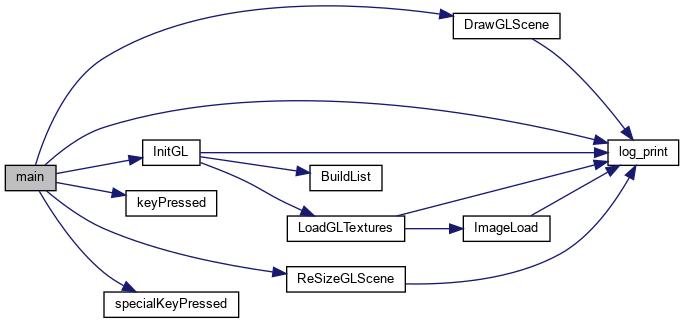 DrawGLScene
InitGL
log_print
main
BuildList
keyPressed
LoadGLTextures
ImageLoad
ReSizeGLScene
specialKeyPressed